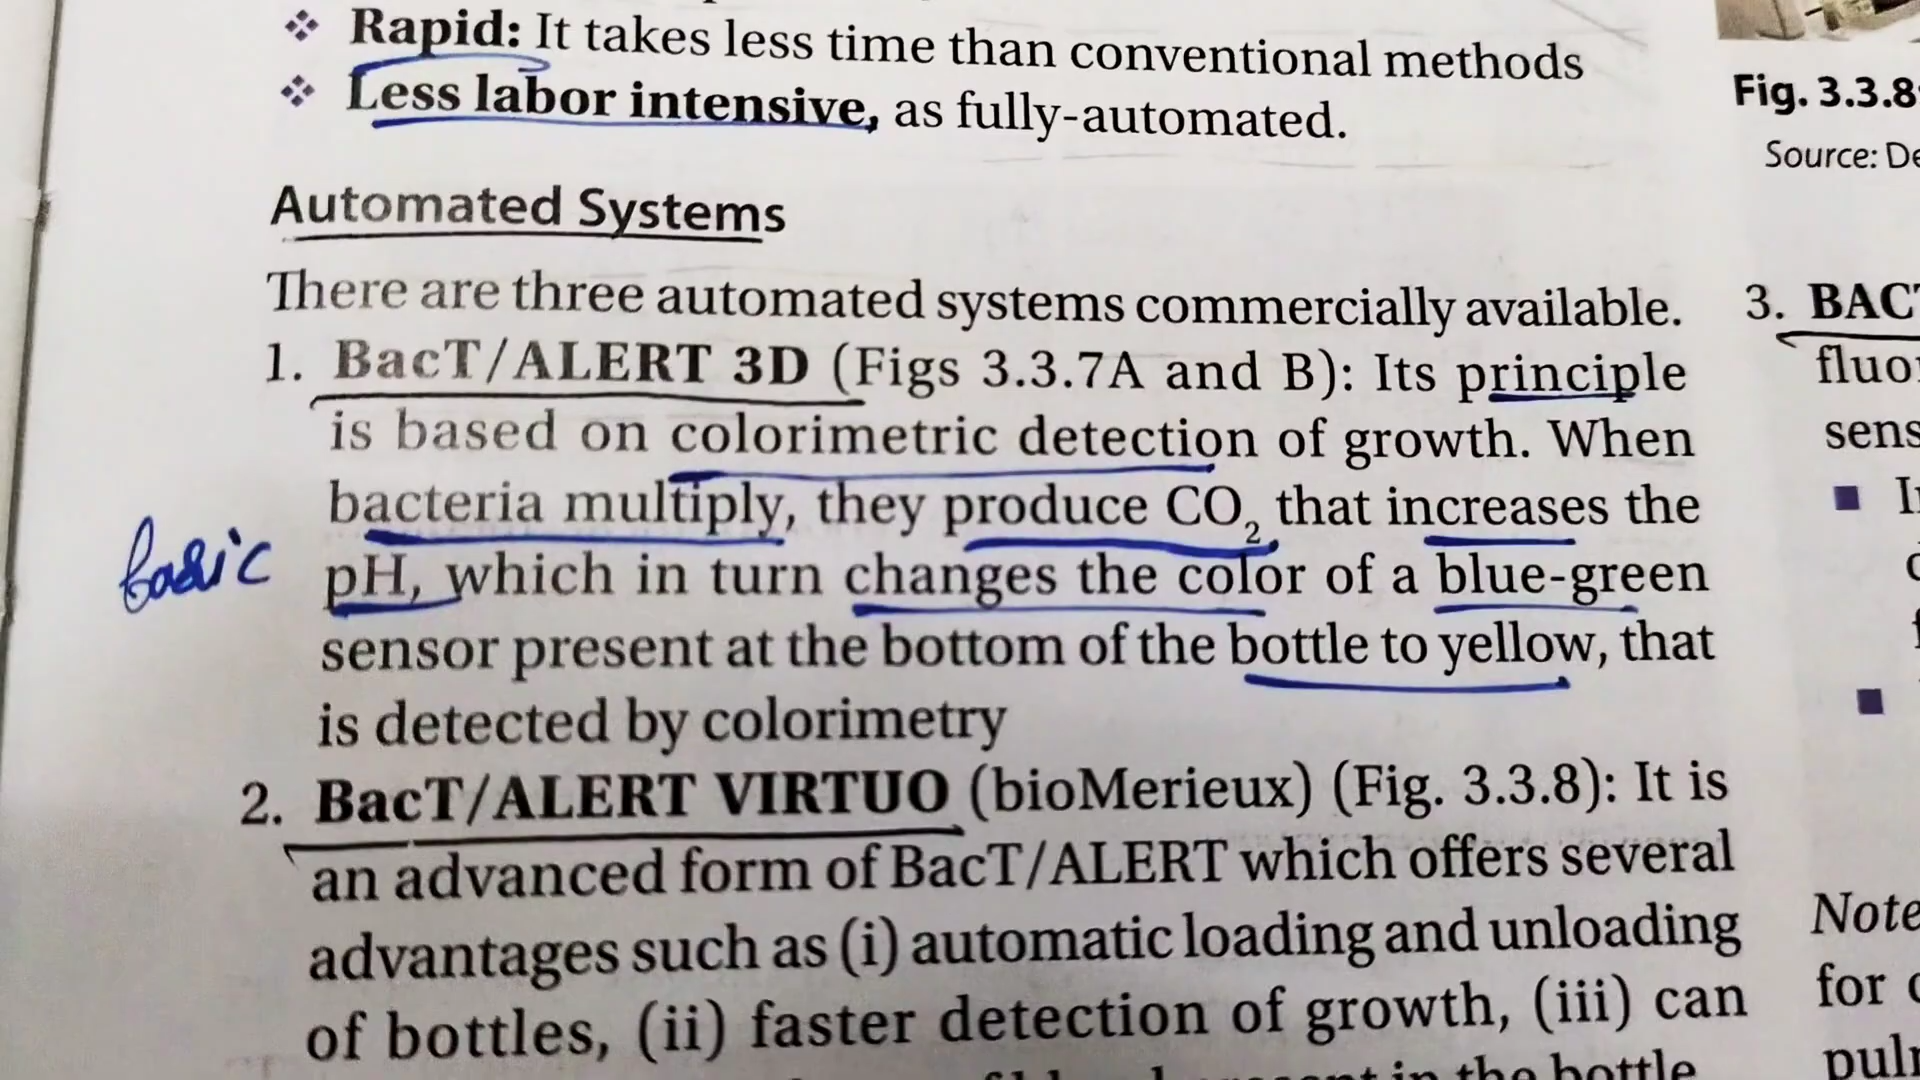 ❖ Rapid: It takes less time than conventional methods
❖ Less labor intensive, as fully-automated.
Automated Systems
There are three automated systems commercially available.
1. BacT/ALERT 3D (Figs 3.3.7A and B): Its principle
is based on colorimetric detection of growth. When
bacteria multiply, they produce CO₂ that increases the
basic
pH, which in turn changes the color of a blue-green
sensor present at the bottom of the bottle to yellow, that
is detected by colorimetry
2. BacT/ALERT VIRTUO (bioMerieux) (Fig. 3.3.8): It is
an advanced form of BacT/ALERT which offers several
advantages such as (i) automatic loading and unloading
of bottles, (ii) faster detection of growth, (iii) can
present in the bottle
Fig. 3.3.8
Source:
3. BAC
Note
for